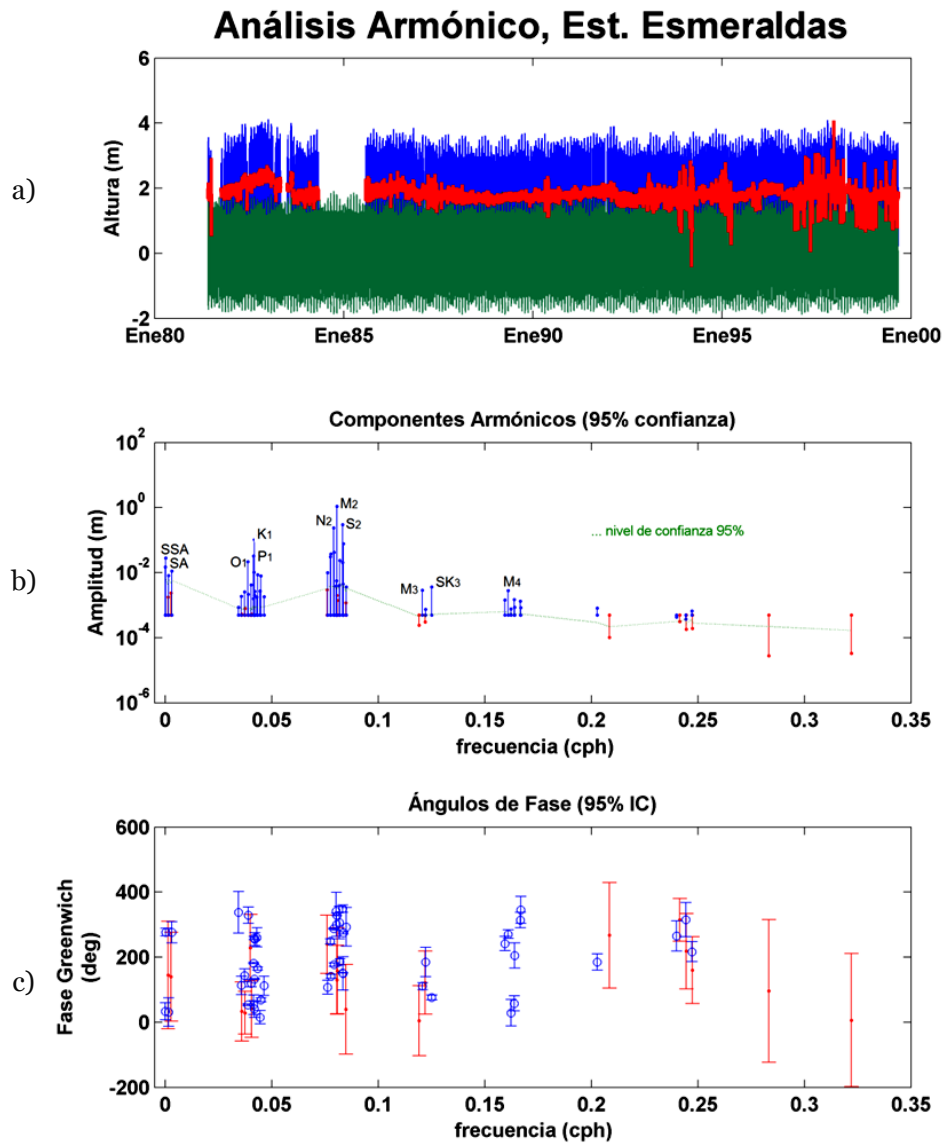 Análisis Armónico, Est. Esmeraldas
a)
Altura (m)
6
4
2
0
-2
Ene80 Ene85 Ene90 Ene95 Ene00
b)
Componentes Armónicos (95% confianza)
Amplitud (m)
10²
10⁰
10⁻²
10⁻⁴
10⁻⁶
SSA
SA
O1
K1
P1
N2
M2
S2
M3
SK3
M4
... nivel de confianza 95%
0 0.05 0.1 0.15 0.2 0.25 0.3 0.35
frecuencia (cph)
c)
Ángulos de Fase (95% IC)
Fase Greenwich
(deg)
600
400
200
0
-200
0 0.05 0.1 0.15 0.2 0.25 0.3 0.35
frecuencia (cph)